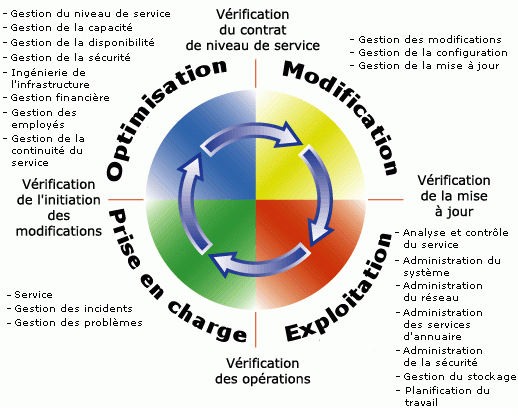 - Gestion du niveau de service
- Gestion de la capacité
- Gestion de la disponibilité
- Gestion de la sécurité
- Ingénierie de
l'infrastructure
- Gestion financière
- Gestion des
employés
- Gestion de la
continuité du
service
Vérification
du contrat
de niveau de service
- Gestion des modifications
- Gestion de la configuration
- Gestion de la mise à jour
Optimisation
Modification
Vérification
de l'initiation
des
modifications
Vérification
de la mise
à jour
Prise en charge
Exploitation
- Analyse et contrôle
du service
- Administration du
système
- Administration
du réseau
- Administration
des services
d'annuaire
- Administration
de la sécurité
- Gestion du stockage
- Planification du
travail
- Service
- Gestion des incidents
- Gestion des problèmes
Vérification
des opérations